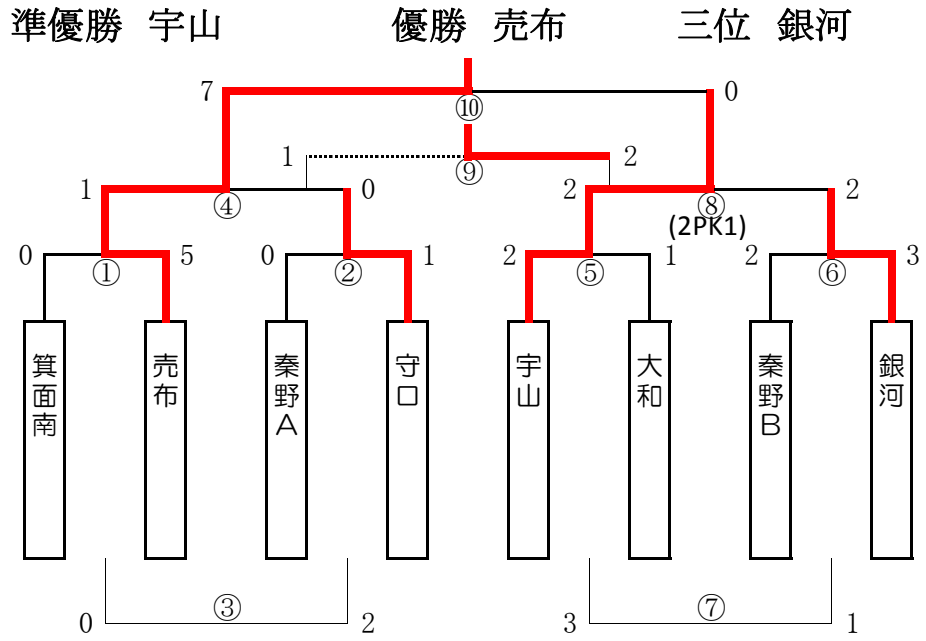 準優勝 宇山 優勝 売布 三位 銀河
7 ⑩ 0
1 ⑨ 2
1 ④ 0 2 ⑧ 2
(2PK1)
0 ① 5 0 ② 1 2 ⑤ 1 2 ⑥ 3
箕面南
売布
秦野A
守口
宇山
大和
秦野B
銀河
0 ③ 2 3 ⑦ 1